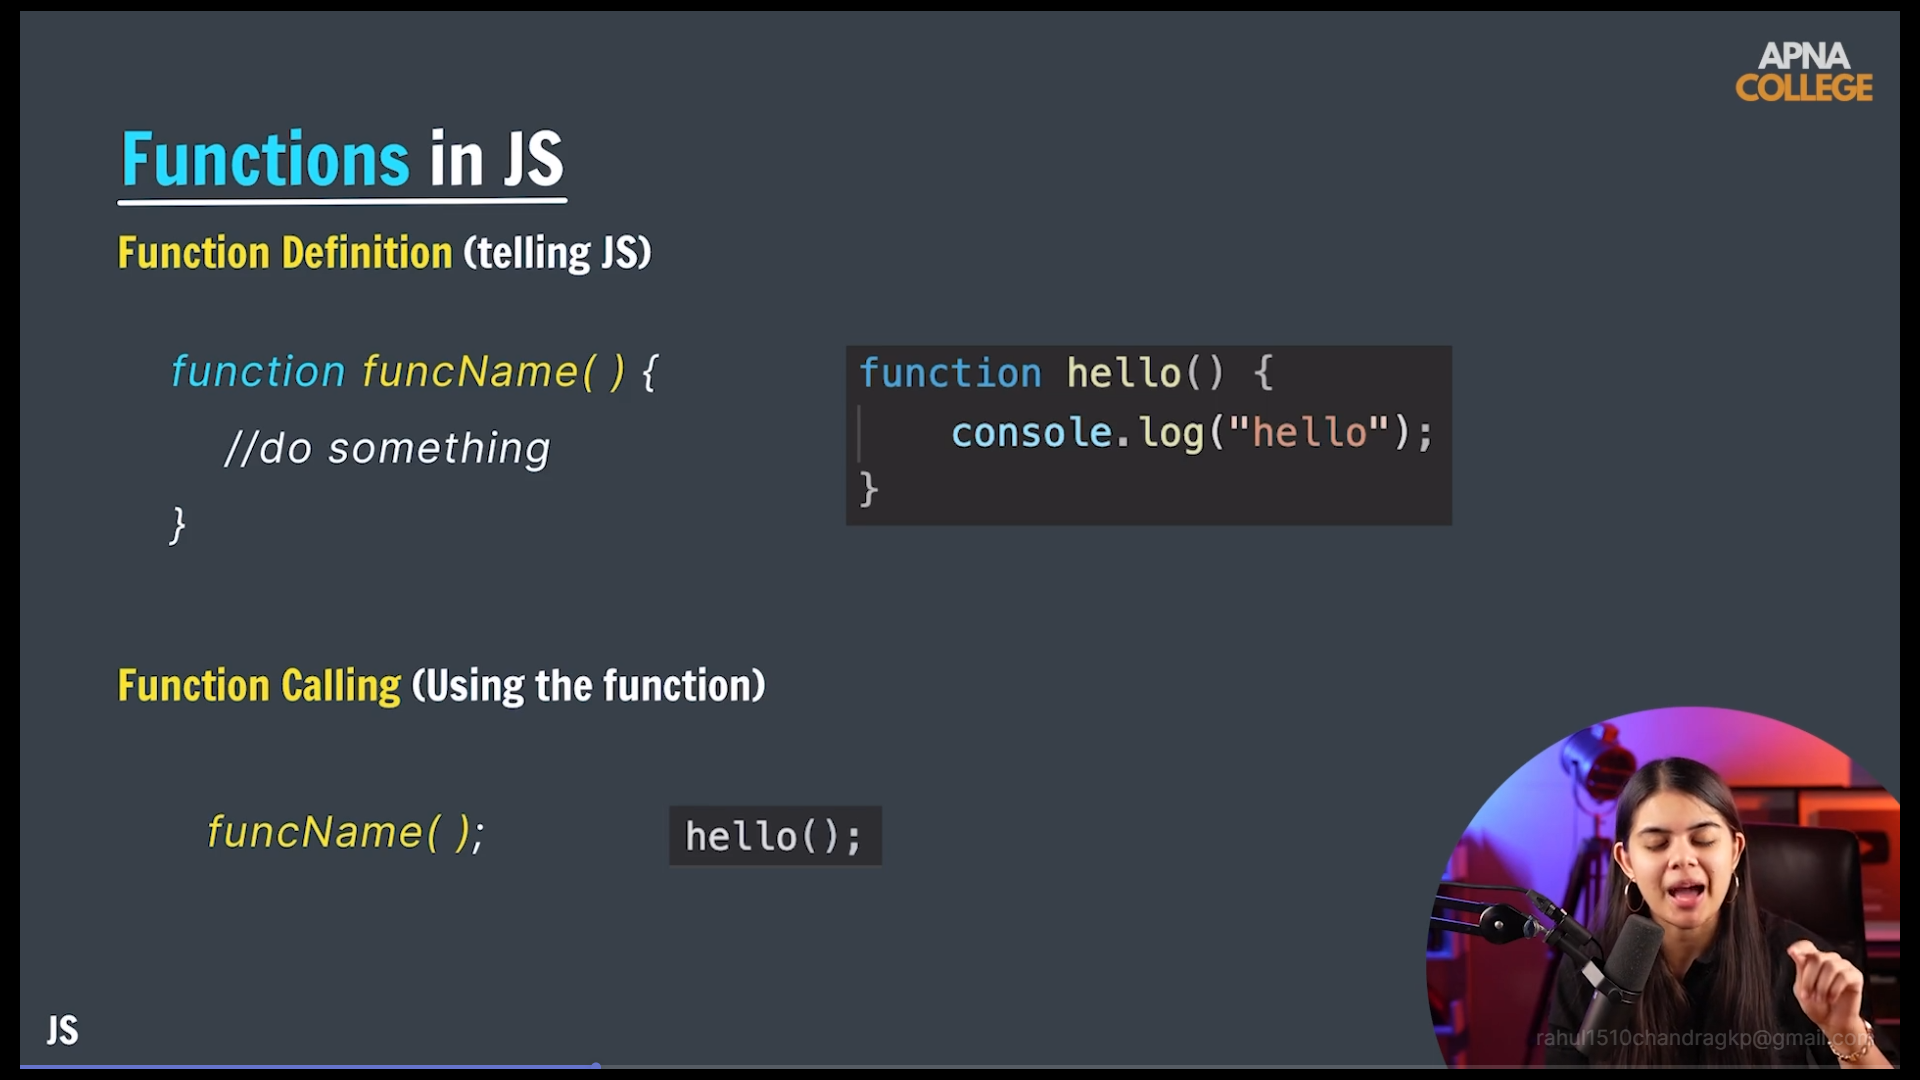 APNA
COLLEGE
Functions in JS
Function Definition (telling JS)
function funcName( ) {
//do something
}
function hello() {
console.log("hello");
}
Function Calling (Using the function)
funcName( );
hello();
JS
rahul1510chandragkp@gmail.com